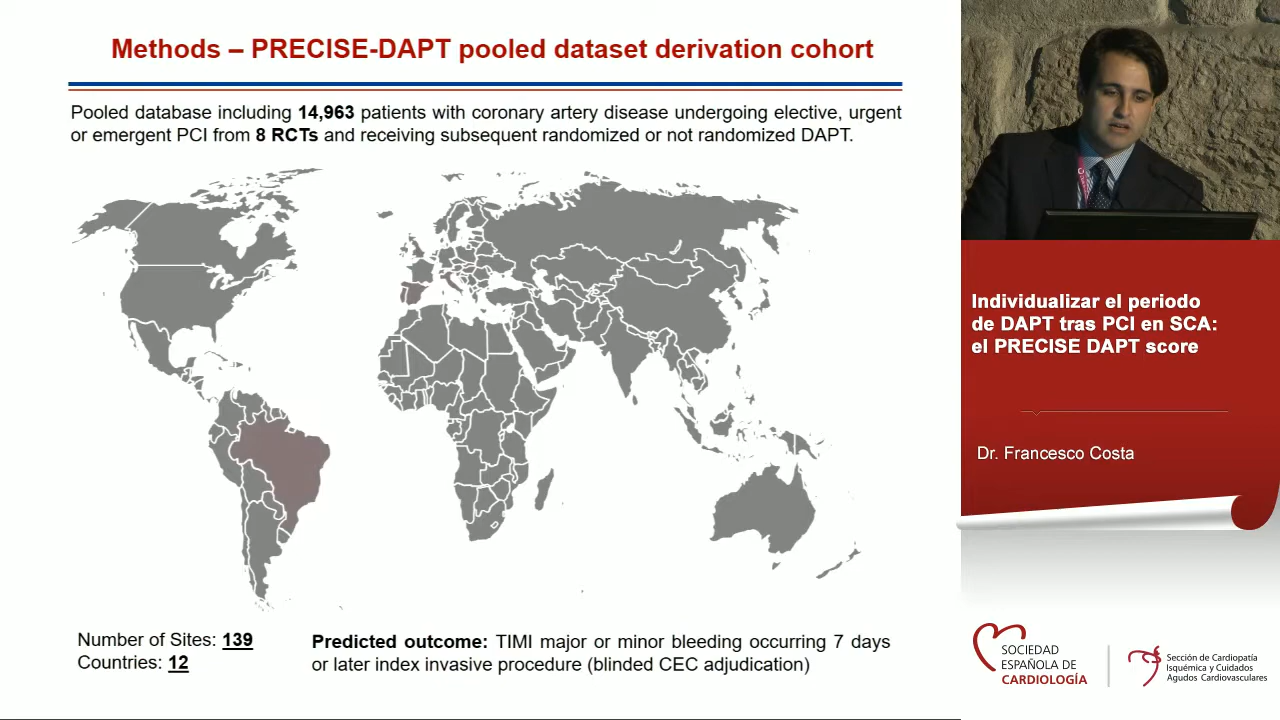 Methods – PRECISE-DAPT pooled dataset derivation cohort
Pooled database including 14,963 patients with coronary artery disease undergoing elective, urgent
or emergent PCI from 8 RCTs and receiving subsequent randomized or not randomized DAPT.
Number of Sites: 139
Countries: 12
Predicted outcome: TIMI major or minor bleeding occurring 7 days
or later index invasive procedure (blinded CEC adjudication)
Individualizar el periodo
de DAPT tras PCI en SCA:
el PRECISE DAPT score
Dr. Francesco Costa
SOCIEDAD
ESPAÑOLA DE
CARDIOLOGÍA
Sección de Cardiopatía
Isquémica y Cuidados
Agudos Cardiovasculares